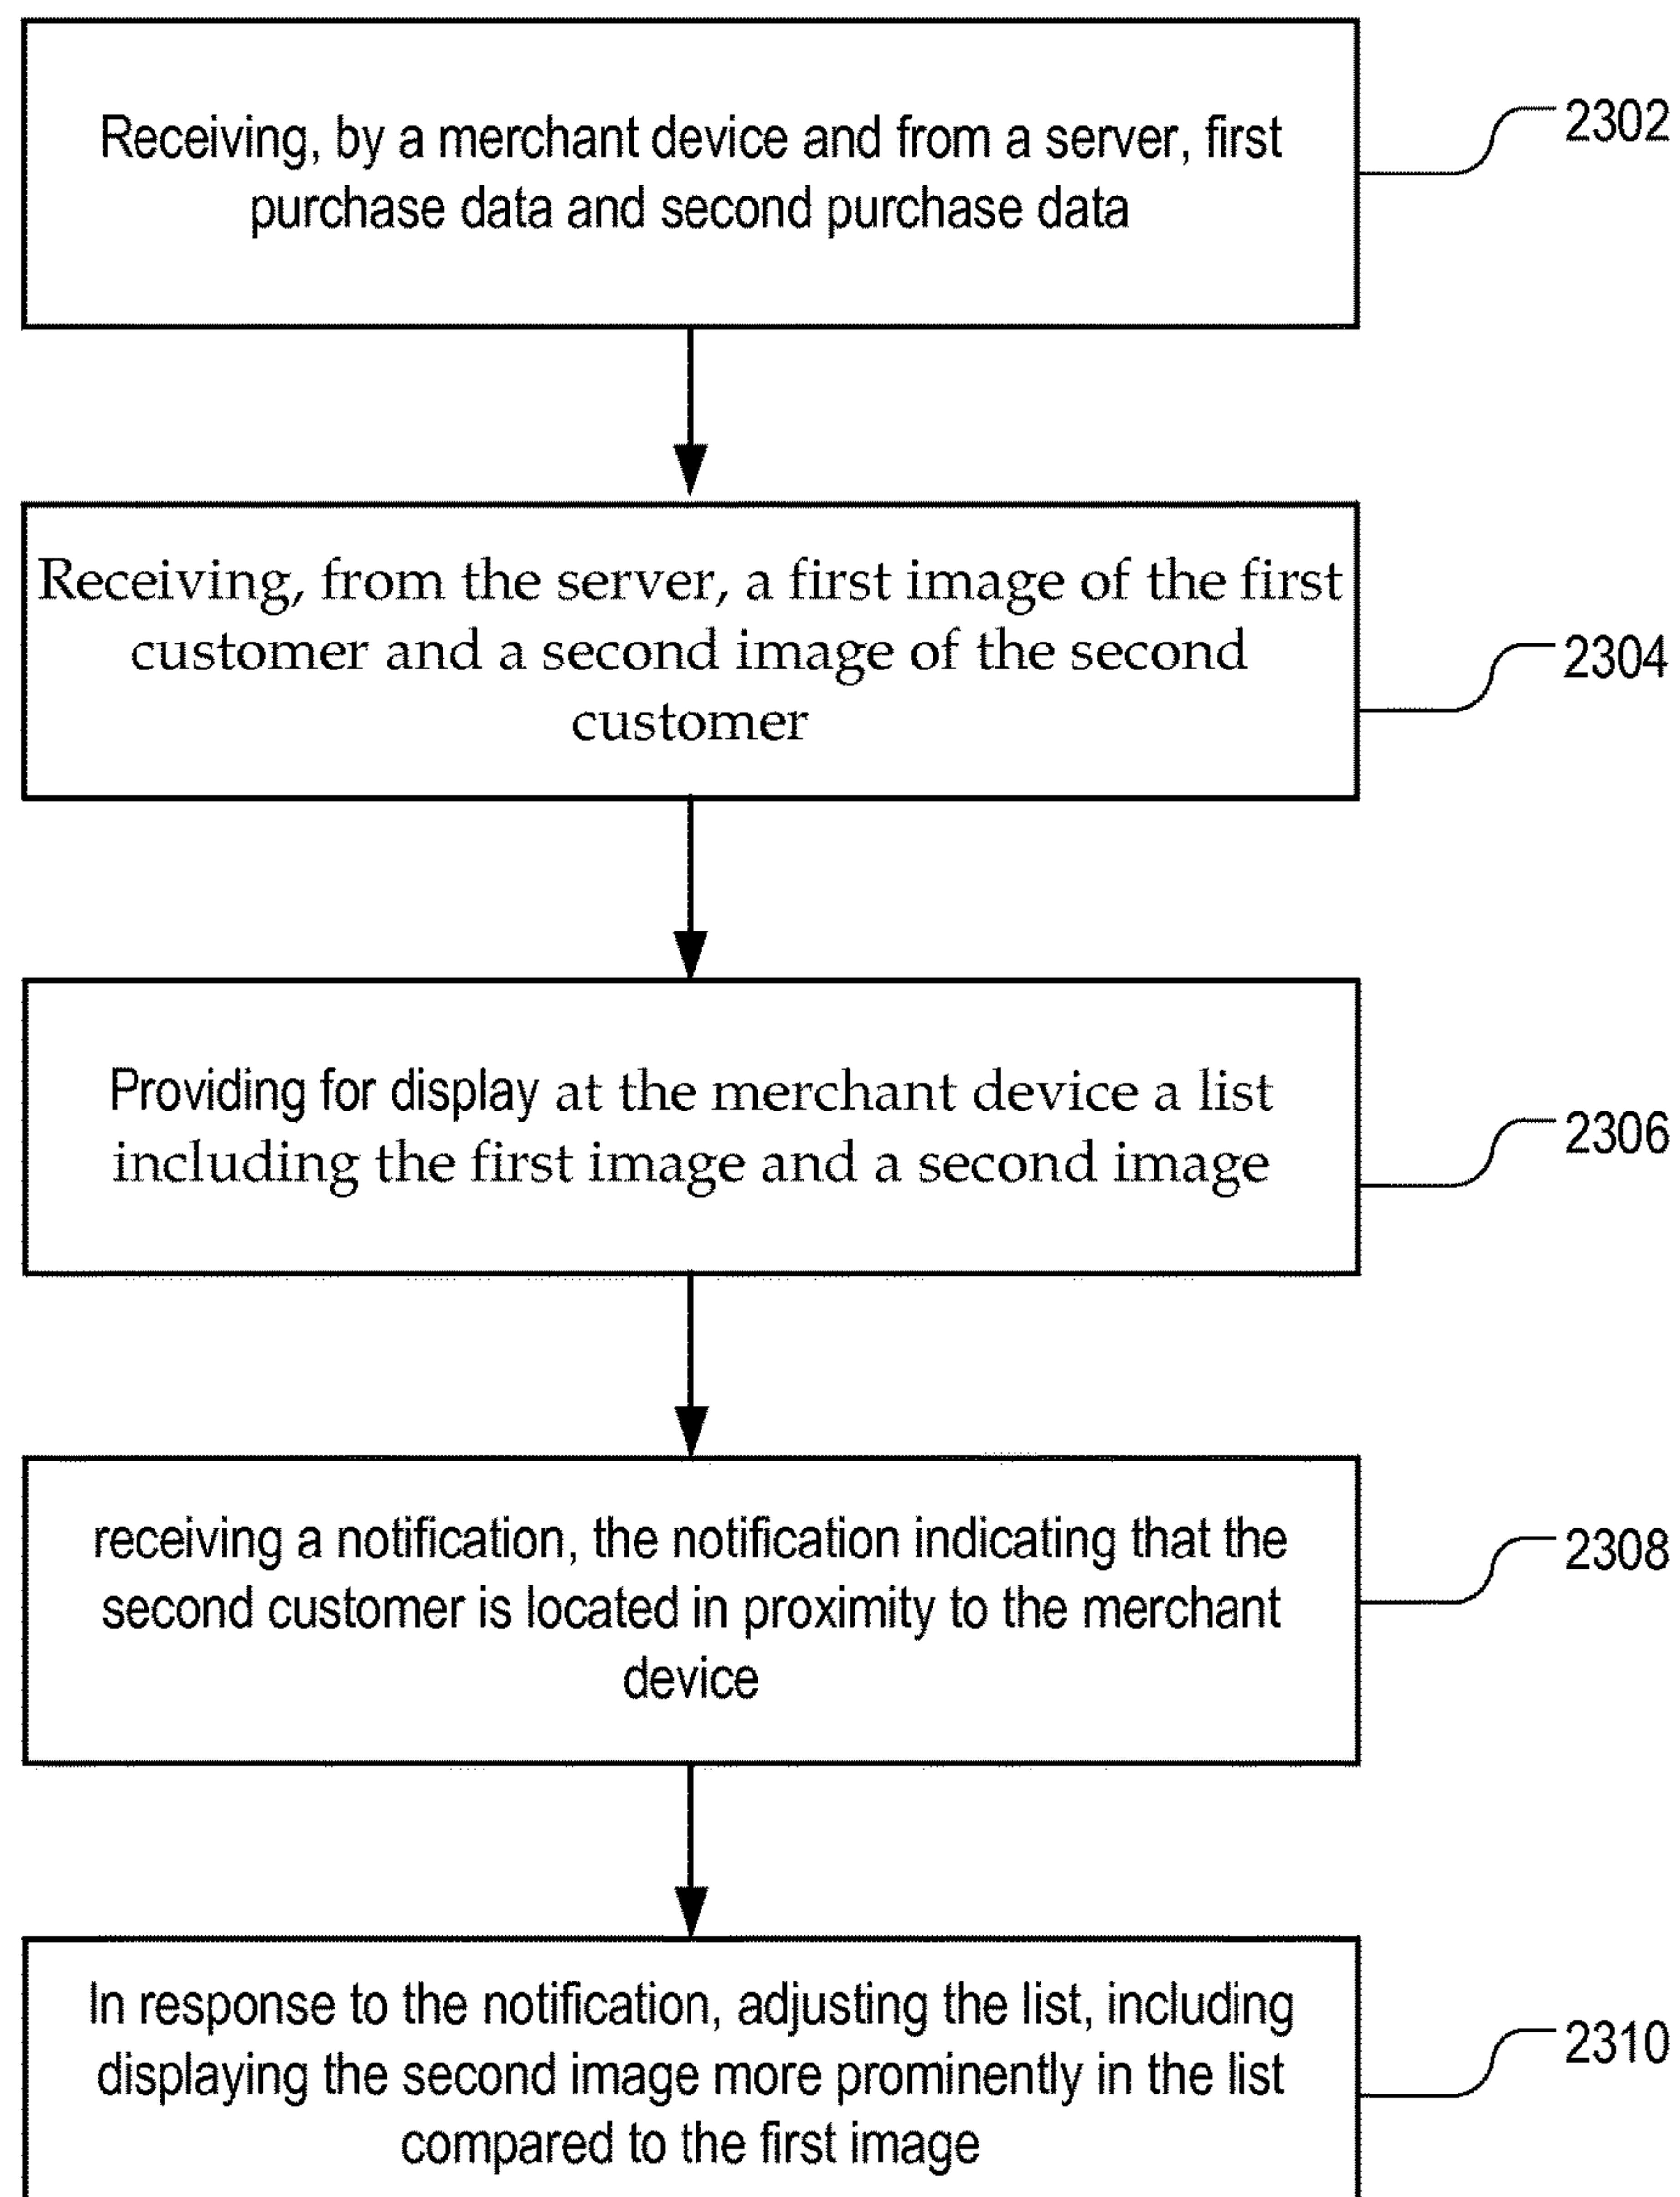 Receiving, by a merchant device and from a server, first
purchase data and second purchase data
2302
Receiving, from the server, a first image of the first
customer and a second image of the second
customer
2304
Providing for display at the merchant device a list
including the first image and a second image
2306
receiving a notification, the notification indicating that the
second customer is located in proximity to the merchant
device
2308
In response to the notification, adjusting the list, including
displaying the second image more prominently in the list
compared to the first image
2310